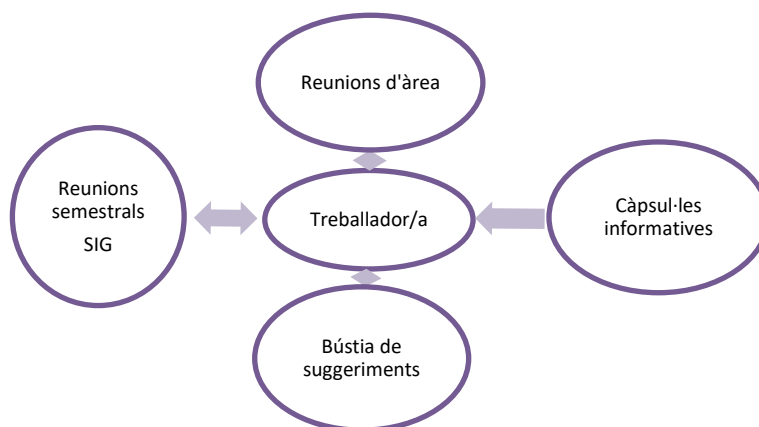 Reunions d'àrea
Reunions
semestrals
SIG
Treballador/a
Càpsul·les
informatives
Bústia de
suggeriments